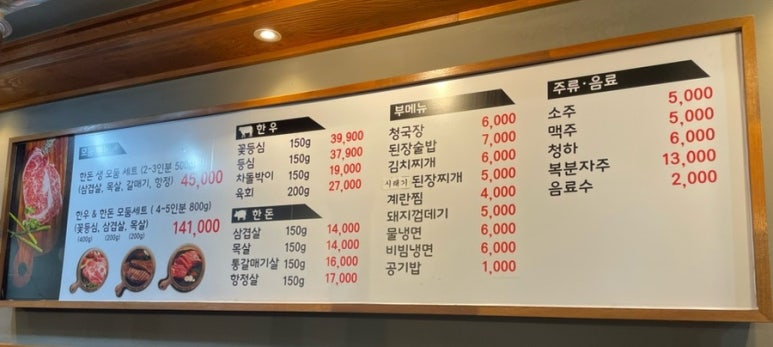 한돈 생 모둠 세트 (2-3인분 500g)
(삼겹살, 목살, 갈매기, 항정) 45,000
한우 & 한돈 모둠세트 ( 4-5인분 800g)
(꽃등심, 삼겹살, 목살) 141,000
(400g) (200g) (200g)
한우
꽃등심 150g 39,900
등심 150g 37,900
차돌박이 150g 19,000
육회 200g 27,000
한돈
삼겹살 150g 14,000
목살 150g 14,000
통갈매기살 150g 16,000
항정살 150g 17,000
부메뉴
청국장 6,000
된장술밥 7,000
김치찌개 6,000
시래기 된장찌개 5,000
계란찜 4,000
돼지껍데기 5,000
물냉면 6,000
비빔냉면 6,000
공기밥 1,000
주류·음료
소주 5,000
맥주 5,000
청하 6,000
복분자주 13,000
음료수 2,000